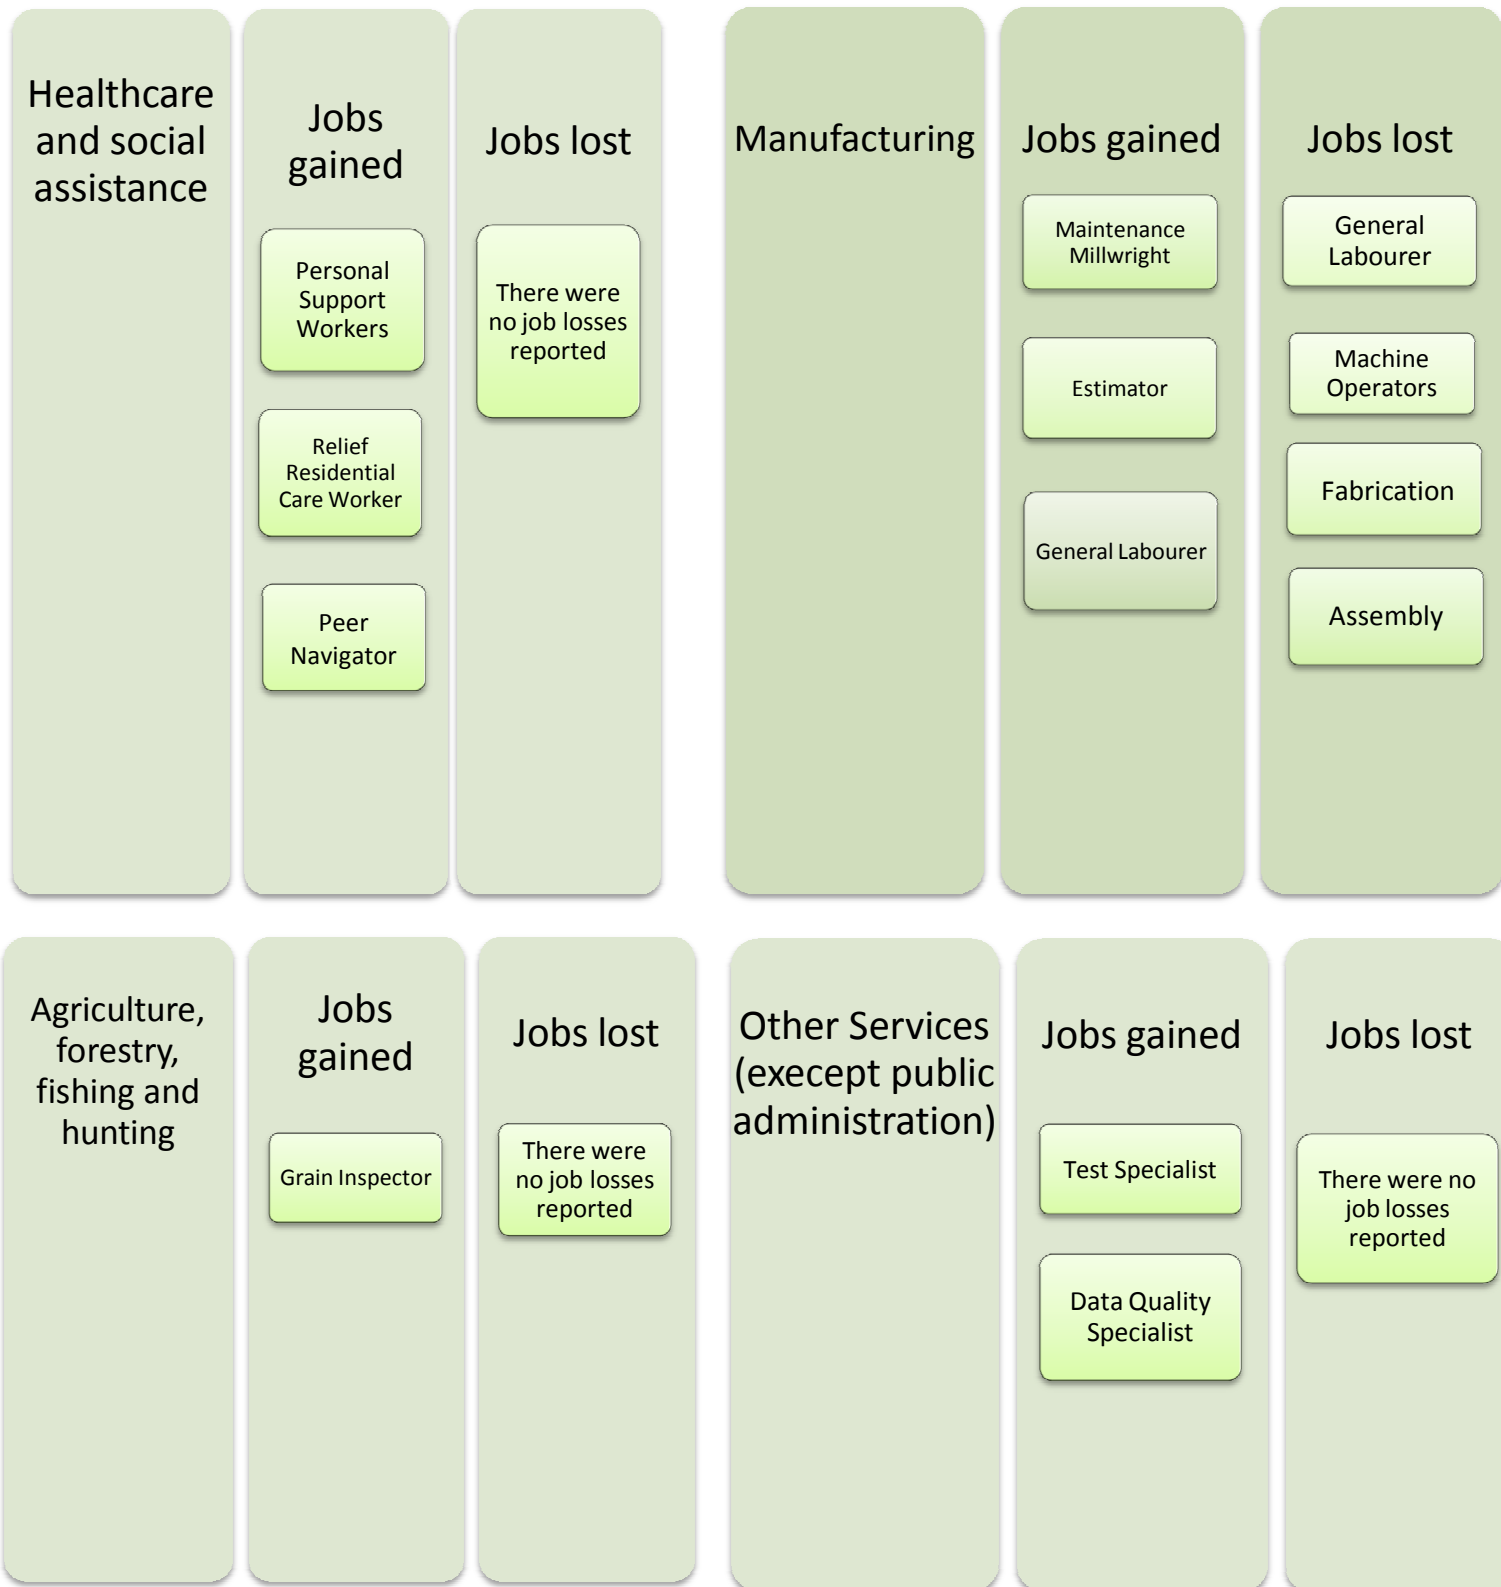 Healthcare
and social
assistance
Jobs
gained
Personal
Support
Workers
Relief
Residential
Care Worker
Peer
Navigator
Jobs lost
There were
no job losses
reported
Manufacturing
Jobs gained
Maintenance
Millwright
Estimator
General Labourer
Jobs lost
General
Labourer
Machine
Operators
Fabrication
Assembly
Agriculture,
forestry,
fishing and
hunting
Jobs
gained
Grain Inspector
Jobs lost
There were
no job losses
reported
Other Services
(execept public
administration)
Jobs gained
Test Specialist
Data Quality
Specialist
Jobs lost
There were no
job losses
reported